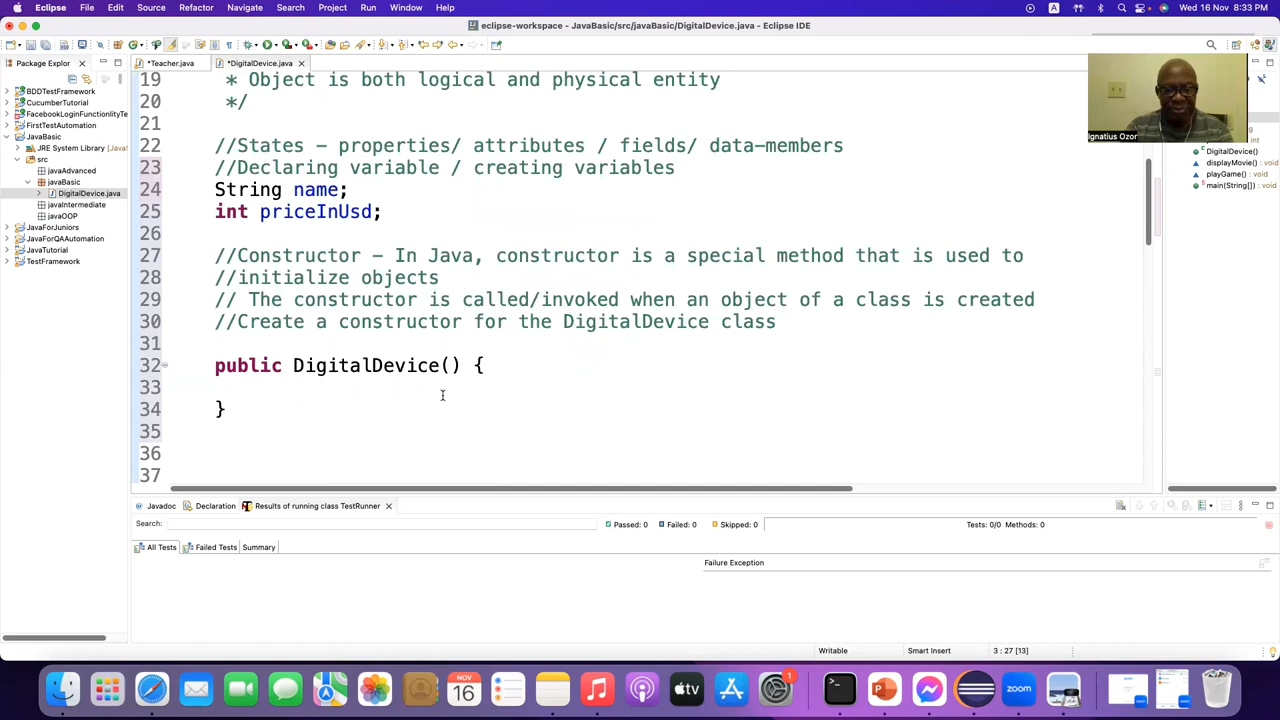 Eclipse File Edit Source Refactor Navigate Search Project Run Window Help
Wed 16 Nov 8:33 PM
eclipse-workspace - JavaBasic/src/javaBasic/DigitalDevice.java - Eclipse IDE
Package Explor
*Teacher.java
*DigitalDevice.java
BDDTestFramework
CucumberTutorial
FacebookLoginFunctionlityTe
FirstTestAutomation
JavaBasic
JRE System Library [Java
src
javaAdvanced
javaBasic
DigitalDevice.java
javaIntermediate
javaOOP
JavaForJuniors
JavaForQAAutomation
JavaTutorial
TestFramework
19 * Object is both logical and physical entity
20 */
21
22 //States - properties/ attributes / fields/ data-members
23 //Declaring variable / creating variables
24 String name;
25 int priceInUsd;
26
27 //Constructor - In Java, constructor is a special method that is used to
28 //initialize objects
29 // The constructor is called/invoked when an object of a class is created
30 //Create a constructor for the DigitalDevice class
31
32 public DigitalDevice() {
33
34 }
35
36
37
Ignatius Ozor
DigitalDevice()
displayMovie() : void
playGame() : void
main(String[]) : vo
Javadoc Declaration Results of running class TestRunner
Search: Passed: 0 Failed: 0 Skipped: 0 Tests: 0/0 Methods: 0
All Tests Failed Tests Summary
Failure Exception
Writable Smart Insert 3 : 27 [13]
NOV
16
tv
1
zoom